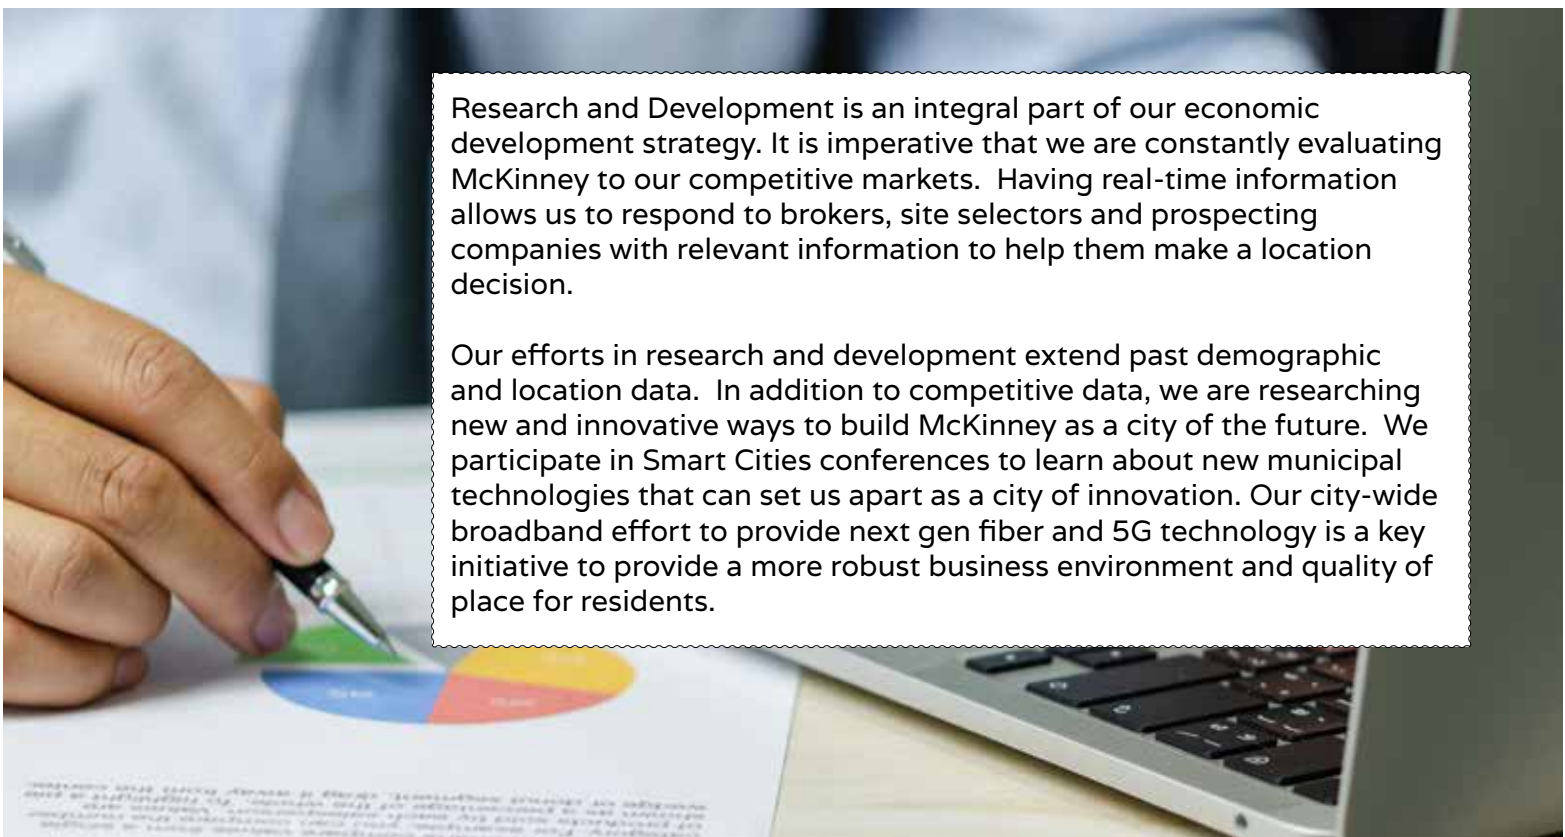 Research and Development is an integral part of our economic
development strategy. It is imperative that we are constantly evaluating
McKinney to our competitive markets.  Having real-time information
allows us to respond to brokers, site selectors and prospecting
companies with relevant information to help them make a location
decision.
Our efforts in research and development extend past demographic
and location data.  In addition to competitive data, we are researching
new and innovative ways to build McKinney as a city of the future.  We
participate in Smart Cities conferences to learn about new municipal
technologies that can set us apart as a city of innovation. Our city-wide
broadband effort to provide next gen fiber and 5G technology is a key
initiative to provide a more robust business environment and quality of
place for residents.